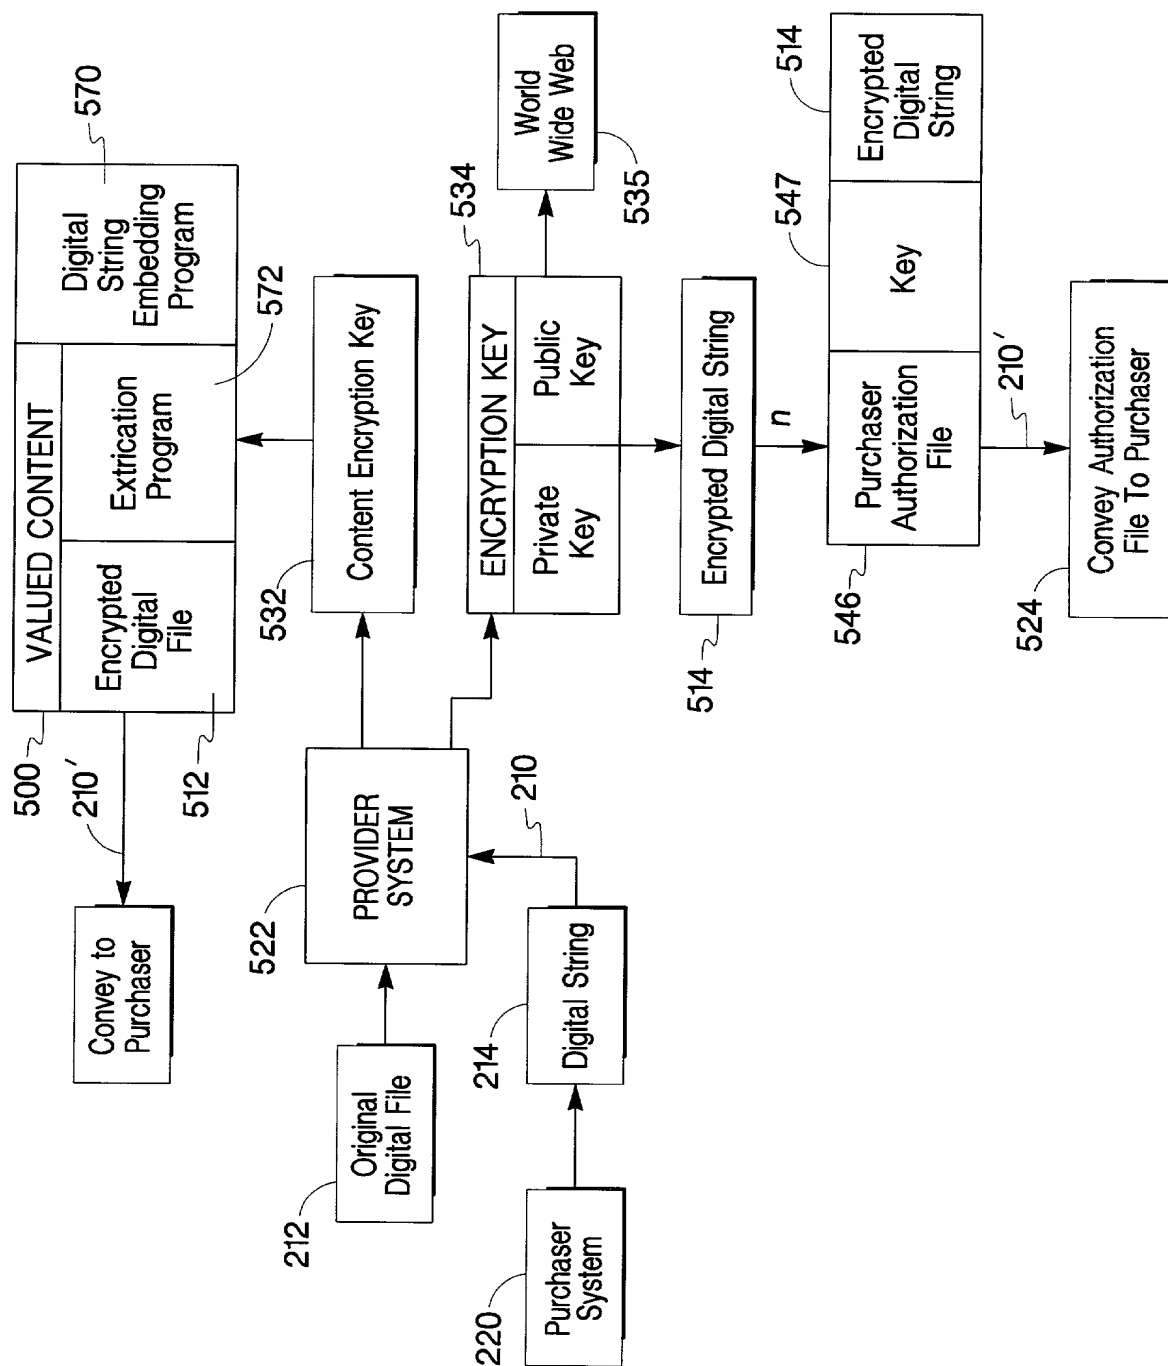 500
VALUED CONTENT
Encrypted
Digital
File
512
Extrication
Program
572
Digital
String
Embedding
Program
570
210′
Convey to
Purchaser
532
Content Encryption Key
522
PROVIDER
SYSTEM
212
Original
Digital File
210
214
Digital String
220
Purchaser
System
534
ENCRYPTION KEY
Private
Key
Public
Key
World
Wide Web
535
514
Encrypted Digital String
n
546
Purchaser
Authorization
File
547
Key
514
Encrypted
Digital
String
210′
524
Convey Authorization
File To Purchaser